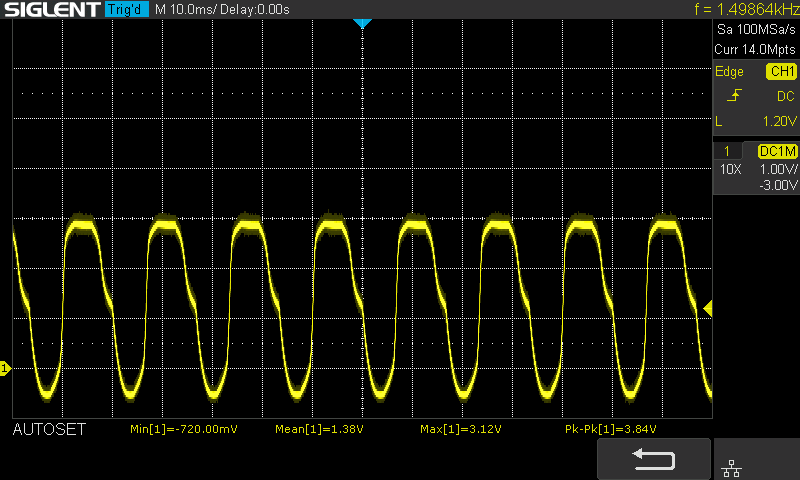 SIGLENT Trig'd M 10.0ms/ Delay:0.00s f = 1.49864kHz
Sa 100MSa/s
Curr 14.0Mpts
Edge CH1
DC
L 1.20V
1 DC1M
10X 1.00V/
-3.00V
1
AUTOSET Min[1]=-720.00mV Mean[1]=1.38V Max[1]=3.12V Pk-Pk[1]=3.84V